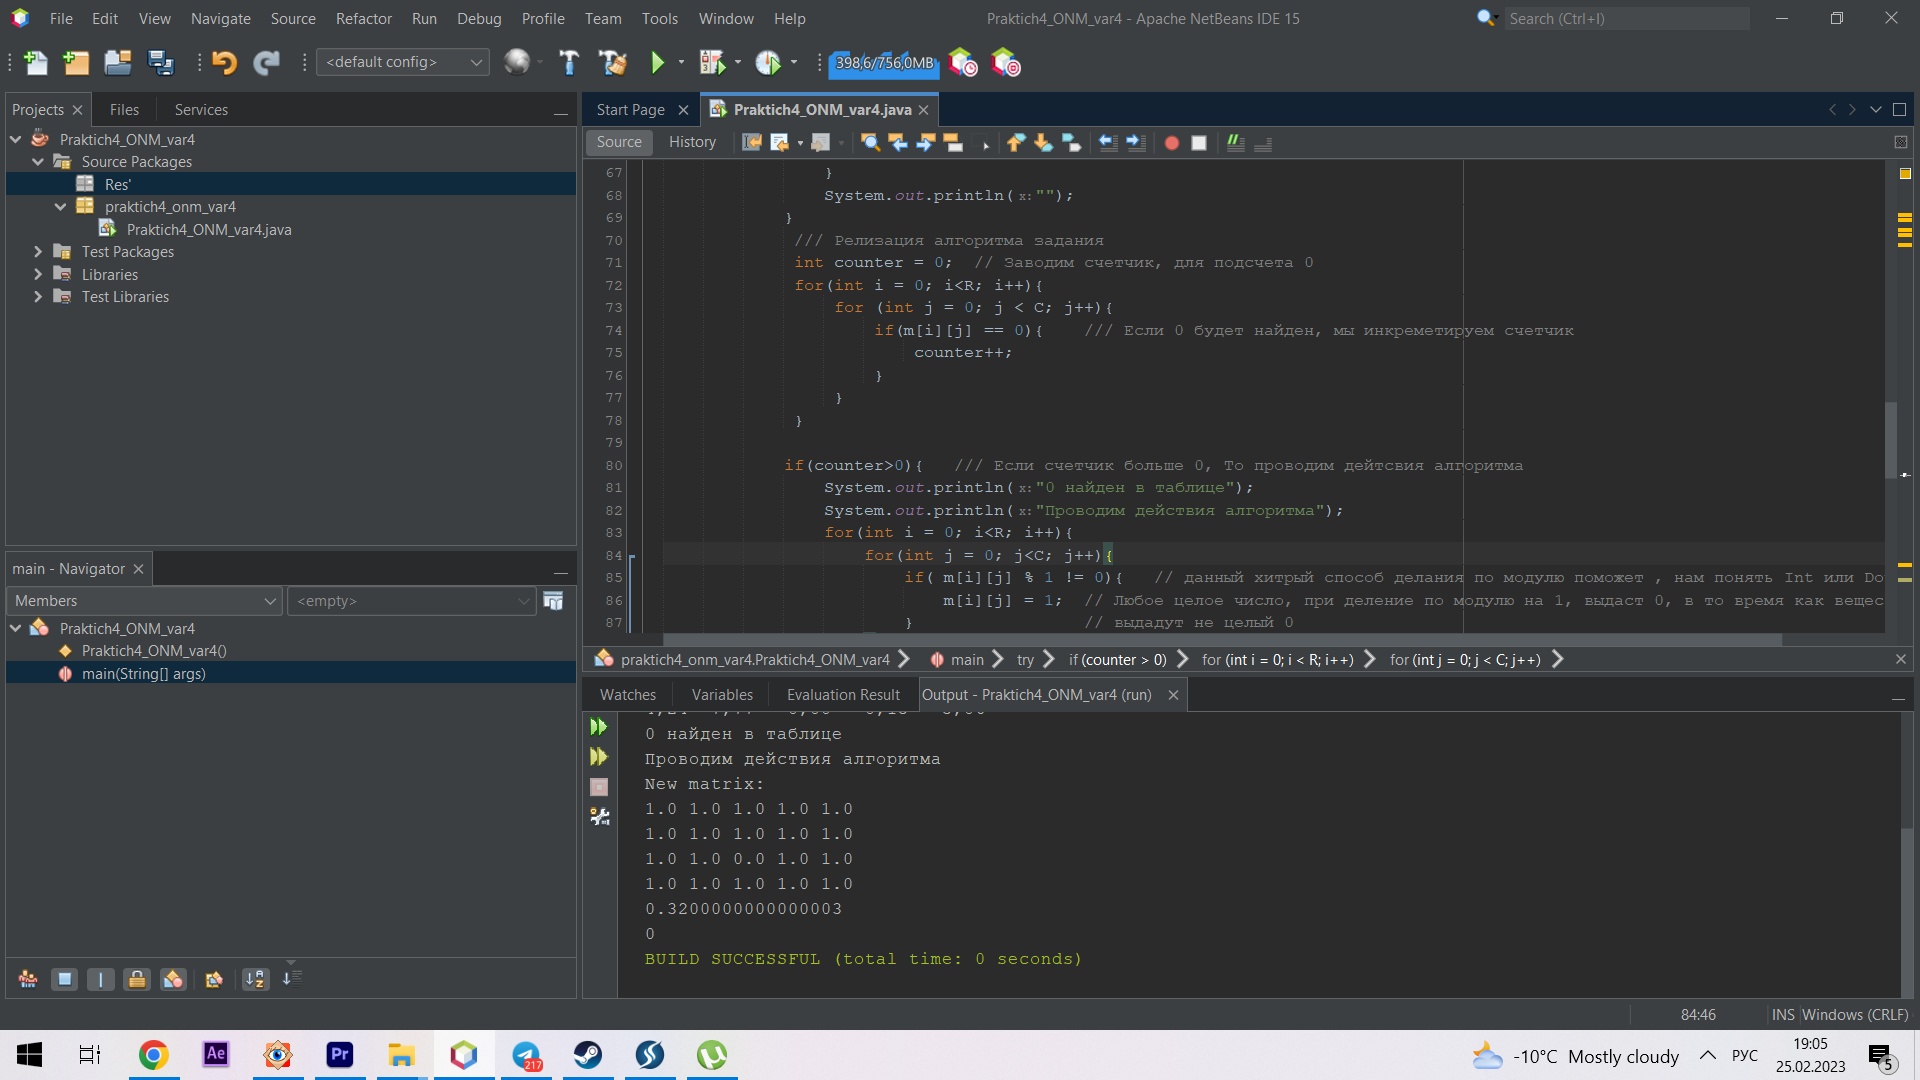 File Edit View Navigate Source Refactor Run Debug Profile Team Tools Window Help
Praktich4_ONM_var4 - Apache NetBeans IDE 15
Search (Ctrl+I)
<default config>
398,6/756,0MB
Projects Files Services
Praktich4_ONM_var4
Source Packages
Res'
praktich4_onm_var4
Praktich4_ONM_var4.java
Test Packages
Libraries
Test Libraries
main - Navigator
Members <empty>
Praktich4_ONM_var4
Praktich4_ONM_var4()
main(String[] args)
Start Page Praktich4_ONM_var4.java
Source History
67 }
68 System.out.println(x:"");
69 }
70 /// Релизация алгоритма задания
71 int counter = 0; // Заводим счетчик, для подсчета 0
72 for(int i = 0; i<R; i++){
73 for (int j = 0; j < C; j++){
74 if(m[i][j] == 0){ /// Если 0 будет найден, мы инкреметируем счетчик
75 counter++;
76 }
77 }
78 }
79
80 if(counter>0){ /// Если счетчик больше 0, То проводим дейтсвия алгоритма
81 System.out.println(x:"0 найден в таблице");
82 System.out.println(x:"Проводим действия алгоритма");
83 for(int i = 0; i<R; i++){
84 for(int j = 0; j<C; j++){
85 if( m[i][j] % 1 != 0){ // данный хитрый способ делания по модулю поможет , нам понять Int или Do
86 m[i][j] = 1; // Любое целое число, при деление по модулю на 1, выдаст 0, в то время как вещес
87 } // выдадут не целый 0
praktich4_onm_var4.Praktich4_ONM_var4 main try if (counter > 0) for (int i = 0; i < R; i++) for (int j = 0; j < C; j++)
Watches Variables Evaluation Result Output - Praktich4_ONM_var4 (run)
0 найден в таблице
Проводим действия алгоритма
New matrix:
1.0 1.0 1.0 1.0 1.0
1.0 1.0 1.0 1.0 1.0
1.0 1.0 0.0 1.0 1.0
1.0 1.0 1.0 1.0 1.0
0.3200000000000003
0
BUILD SUCCESSFUL (total time: 0 seconds)
84:46 INS Windows (CRLF)
Ae Pr 217
-10°C Mostly cloudy РУС
19:05
25.02.2023
5